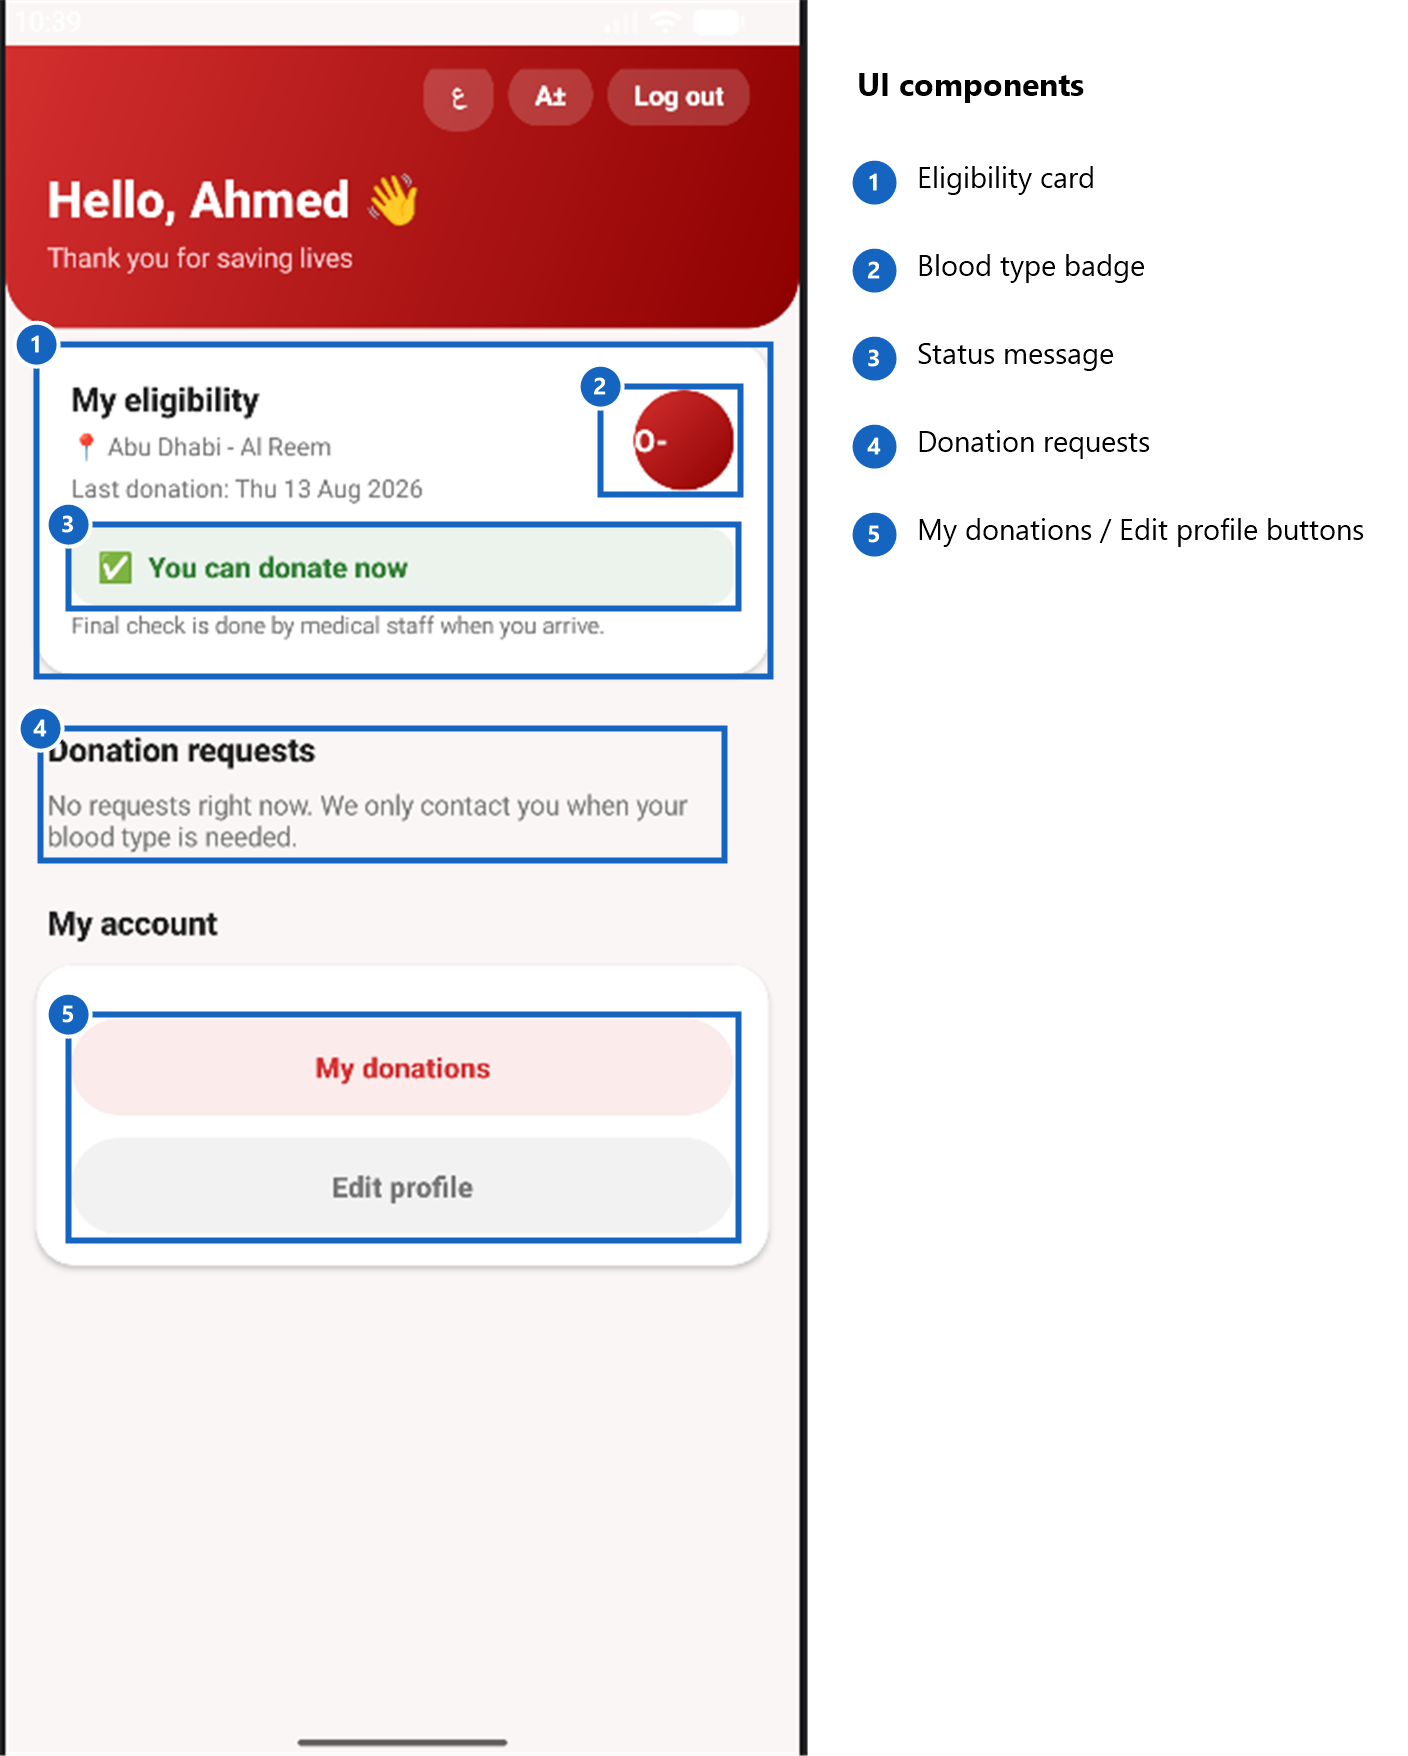 10:39
ع A± Log out
Hello, Ahmed 👋
Thank you for saving lives
1
My eligibility
2
O-
📍 Abu Dhabi - Al Reem
Last donation: Thu 13 Aug 2026
3
✅ You can donate now
Final check is done by medical staff when you arrive.
4
Donation requests
No requests right now. We only contact you when your
blood type is needed.
My account
5
My donations
Edit profile
UI components
1 Eligibility card
2 Blood type badge
3 Status message
4 Donation requests
5 My donations / Edit profile buttons